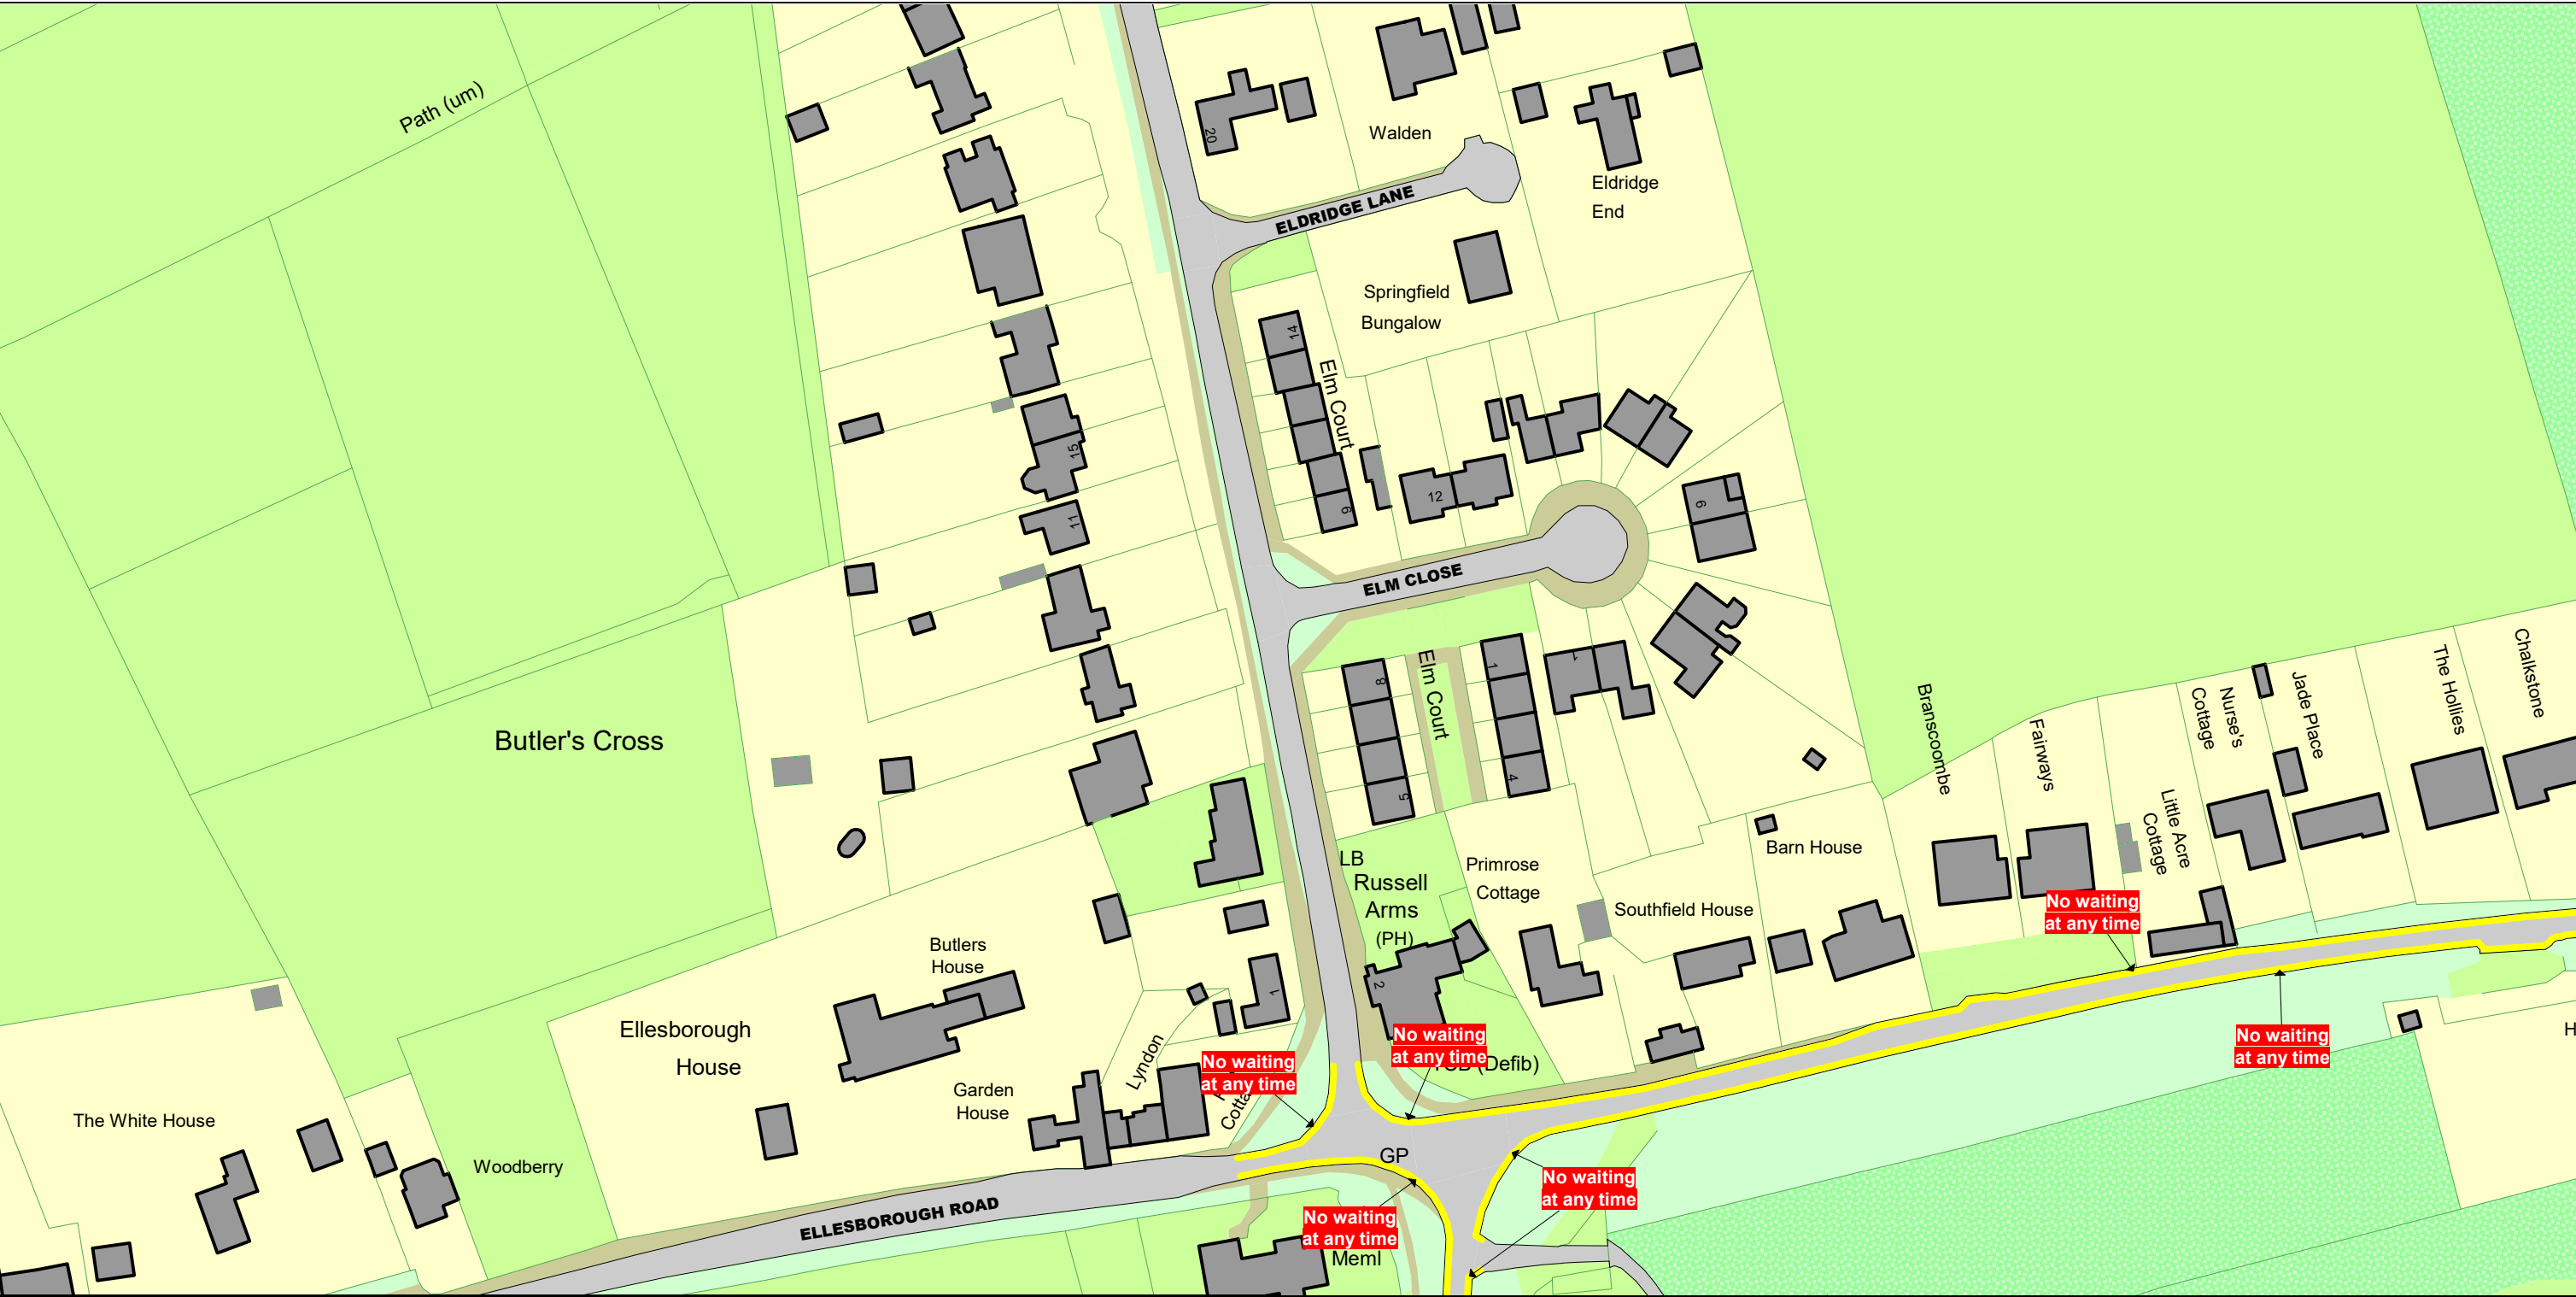 Path (um)
20
Walden
ELDRIDGE LANE
Eldridge
End
Springfield
Bungalow
14
Elm Court
15
12
9
9
11
ELM CLOSE
8
Elm Court
1
1
4
5
Butler's Cross
Branscoombe
Fairways
Little Acre
Cottage
Nurse's
Cottage
Jade Place
The Hollies
Chalkstone
LB
Russell
Arms
(PH)
2
Primrose
Cottage
Southfield House
Barn House
Butlers
House
1
Ellesborough
House
Lyndon
Garden
House
The White House
Woodberry
No waiting
at any time
No waiting
at any time
(Defib)
No waiting
at any time
No waiting
at any time
H
GP
No waiting
at any time
No waiting
at any time
ELLESBOROUGH ROAD
Meml